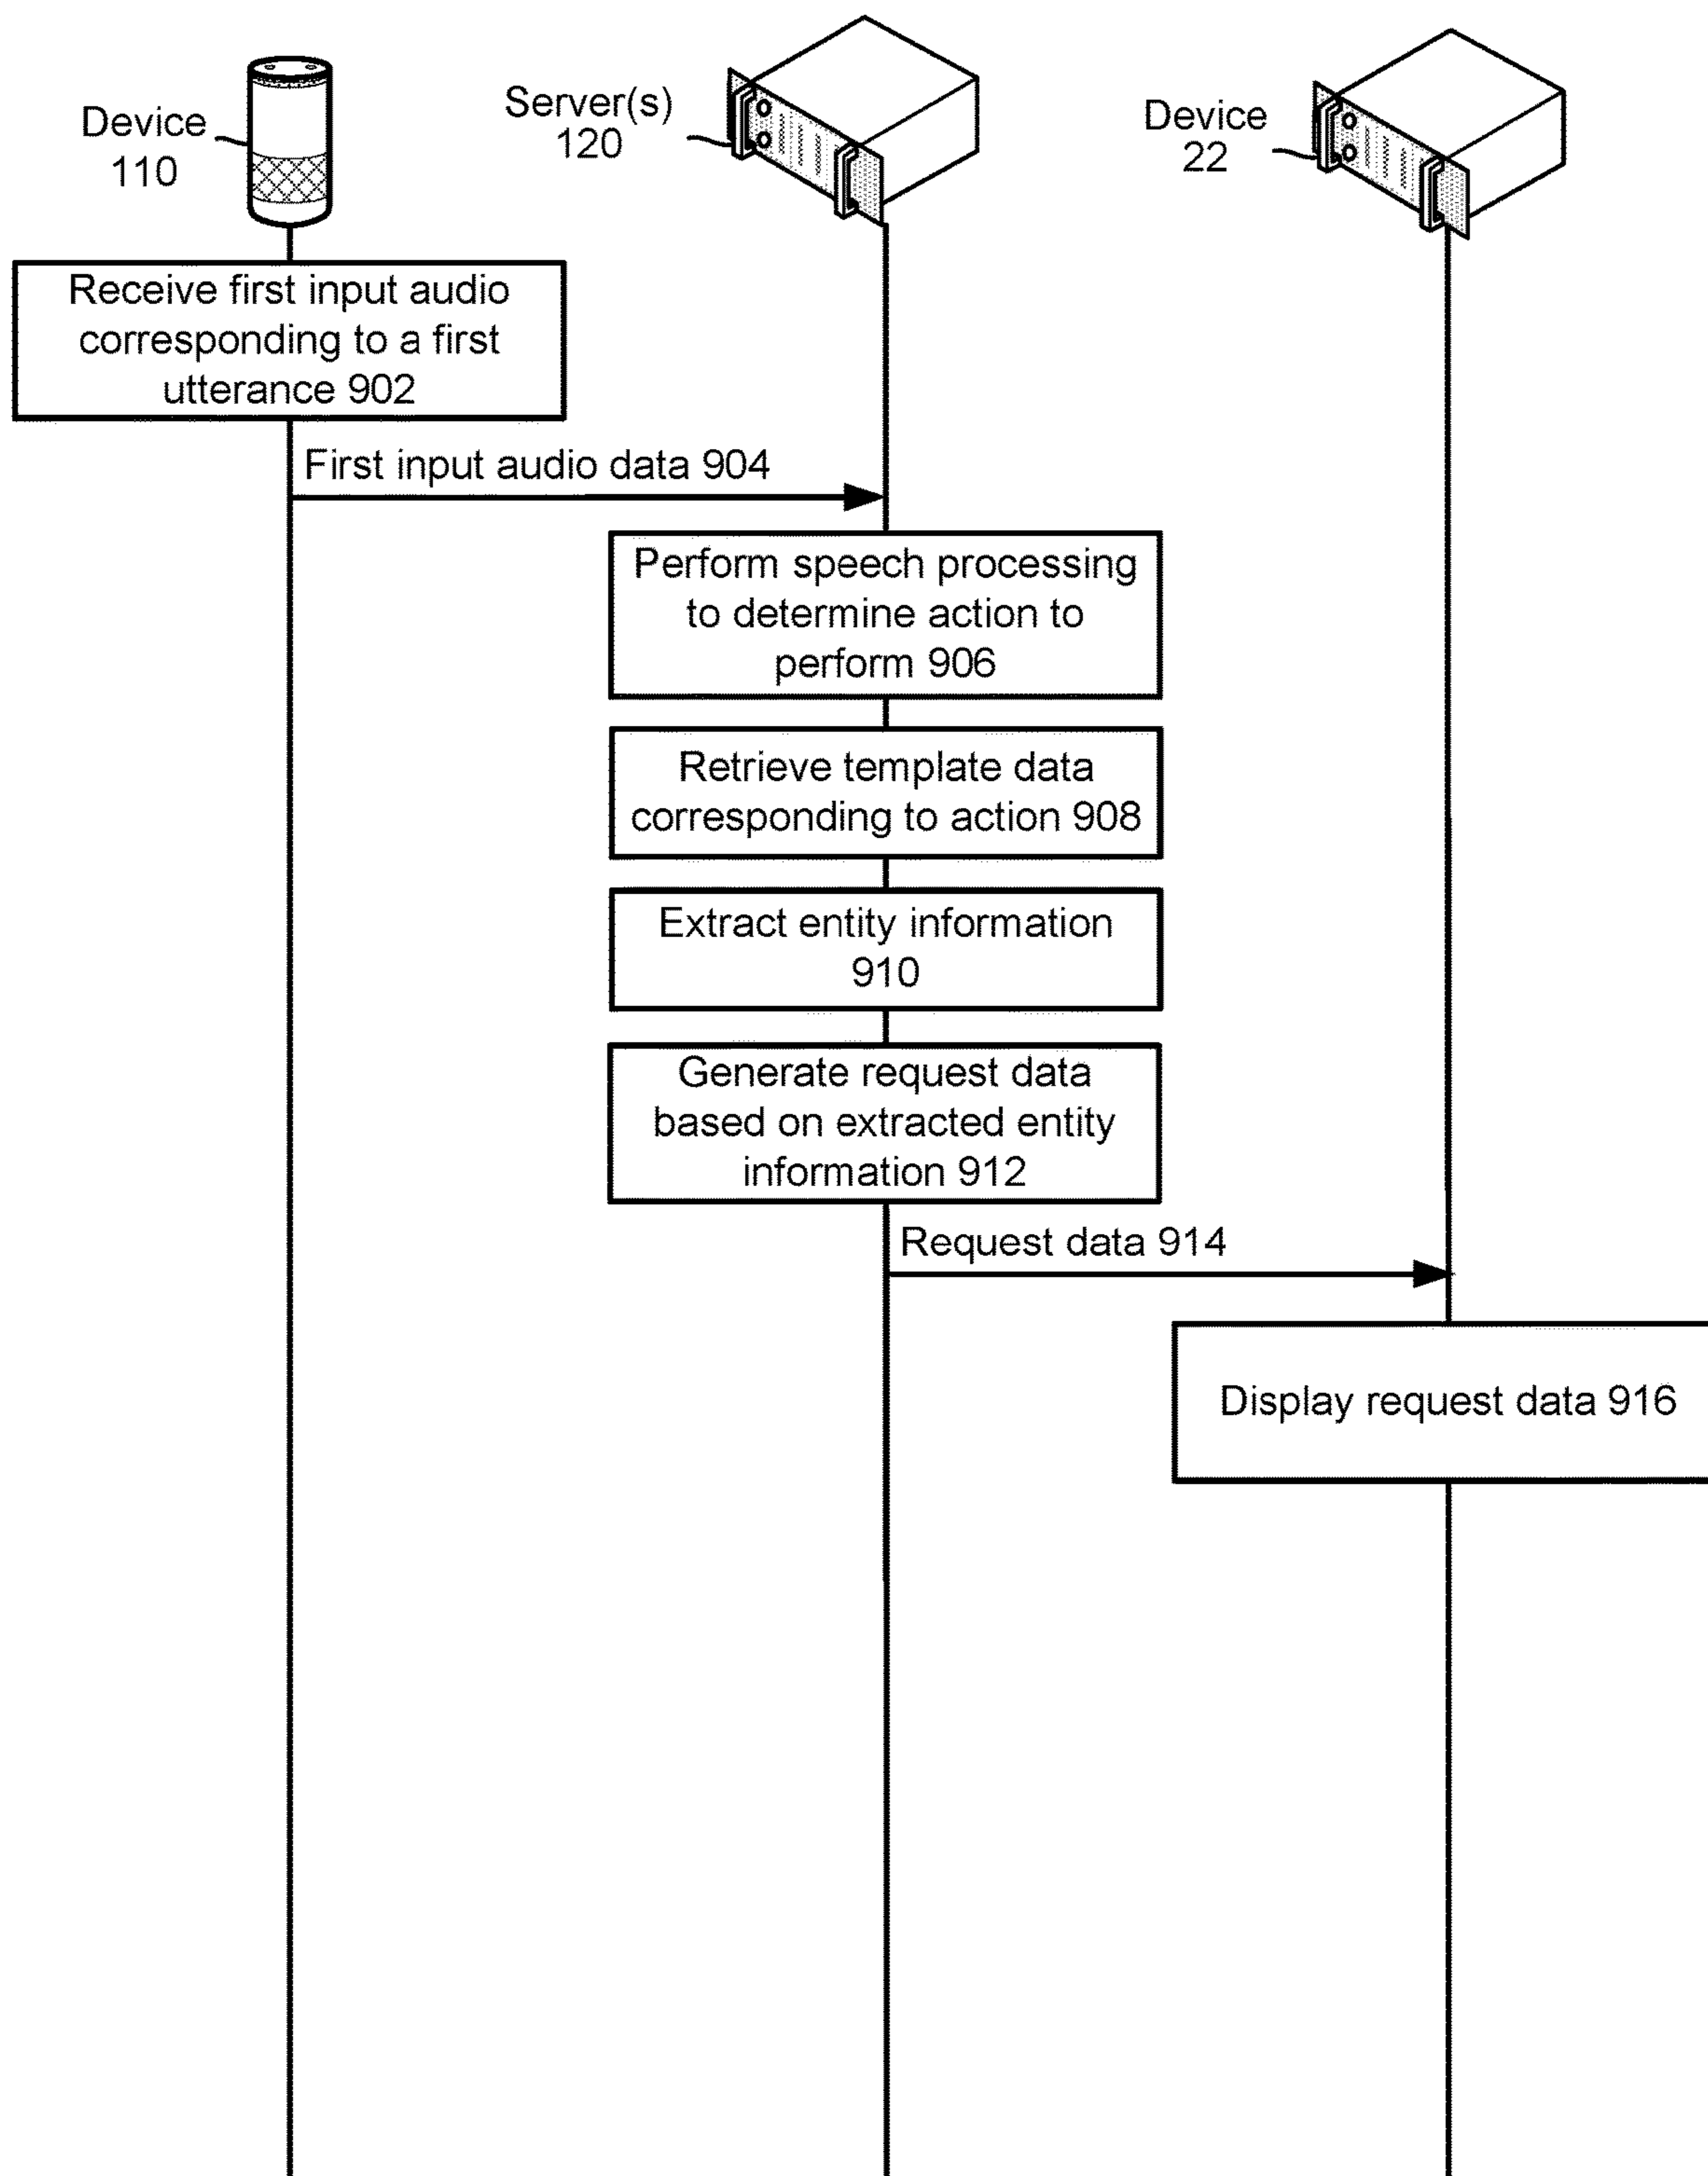 Device
110
Server(s)
120
Device
22
Receive first input audio
corresponding to a first
utterance 902
First input audio data 904
Perform speech processing
to determine action to
perform 906
Retrieve template data
corresponding to action 908
Extract entity information
910
Generate request data
based on extracted entity
information 912
Request data 914
Display request data 916